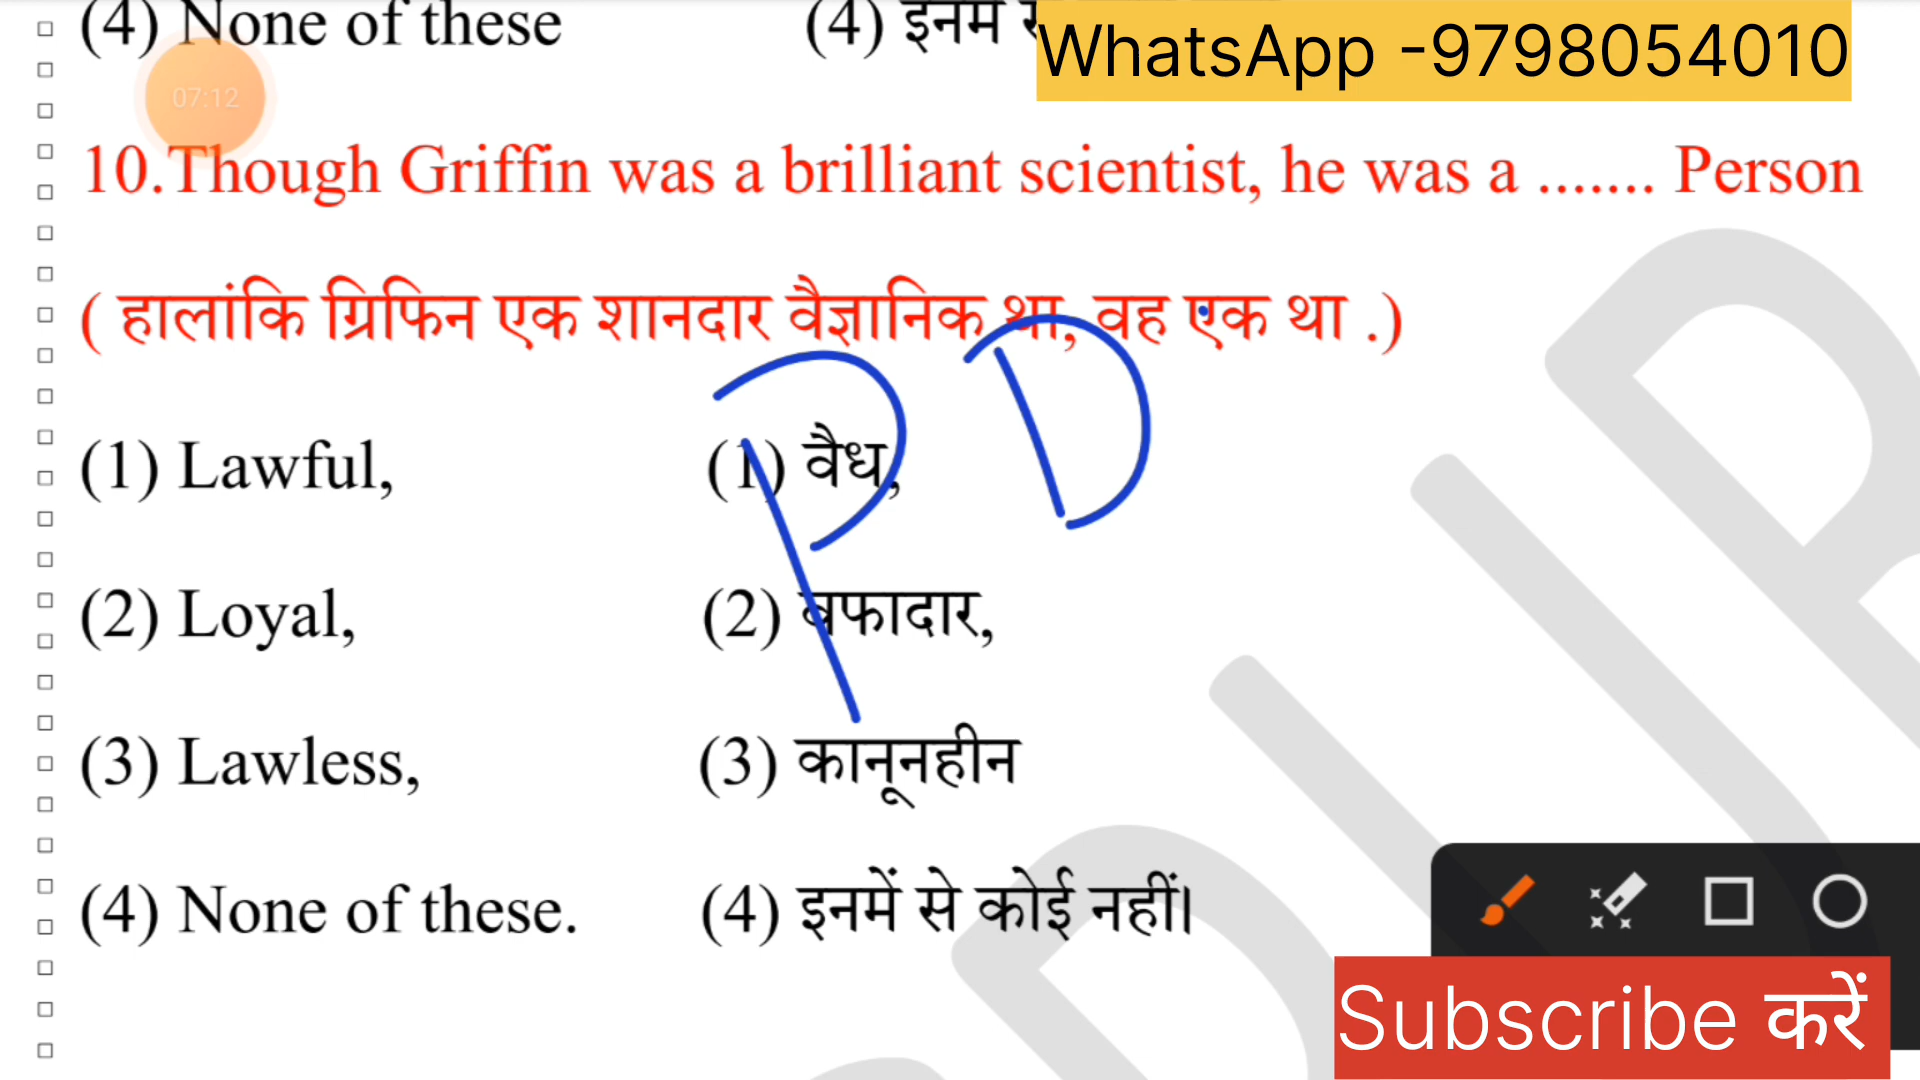 (4) None of these (4) इनमें
WhatsApp -9798054010
07:12
10.Though Griffin was a brilliant scientist, he was a ....... Person
( हालांकि ग्रिफिन एक शानदार वैज्ञानिक था, वह एक था .)
(1) Lawful, (1) वैध,
(2) Loyal, (2) वफादार,
(3) Lawless, (3) कानूनहीन
(4) None of these. (4) इनमें से कोई नहीं।
PD
Subscribe करें